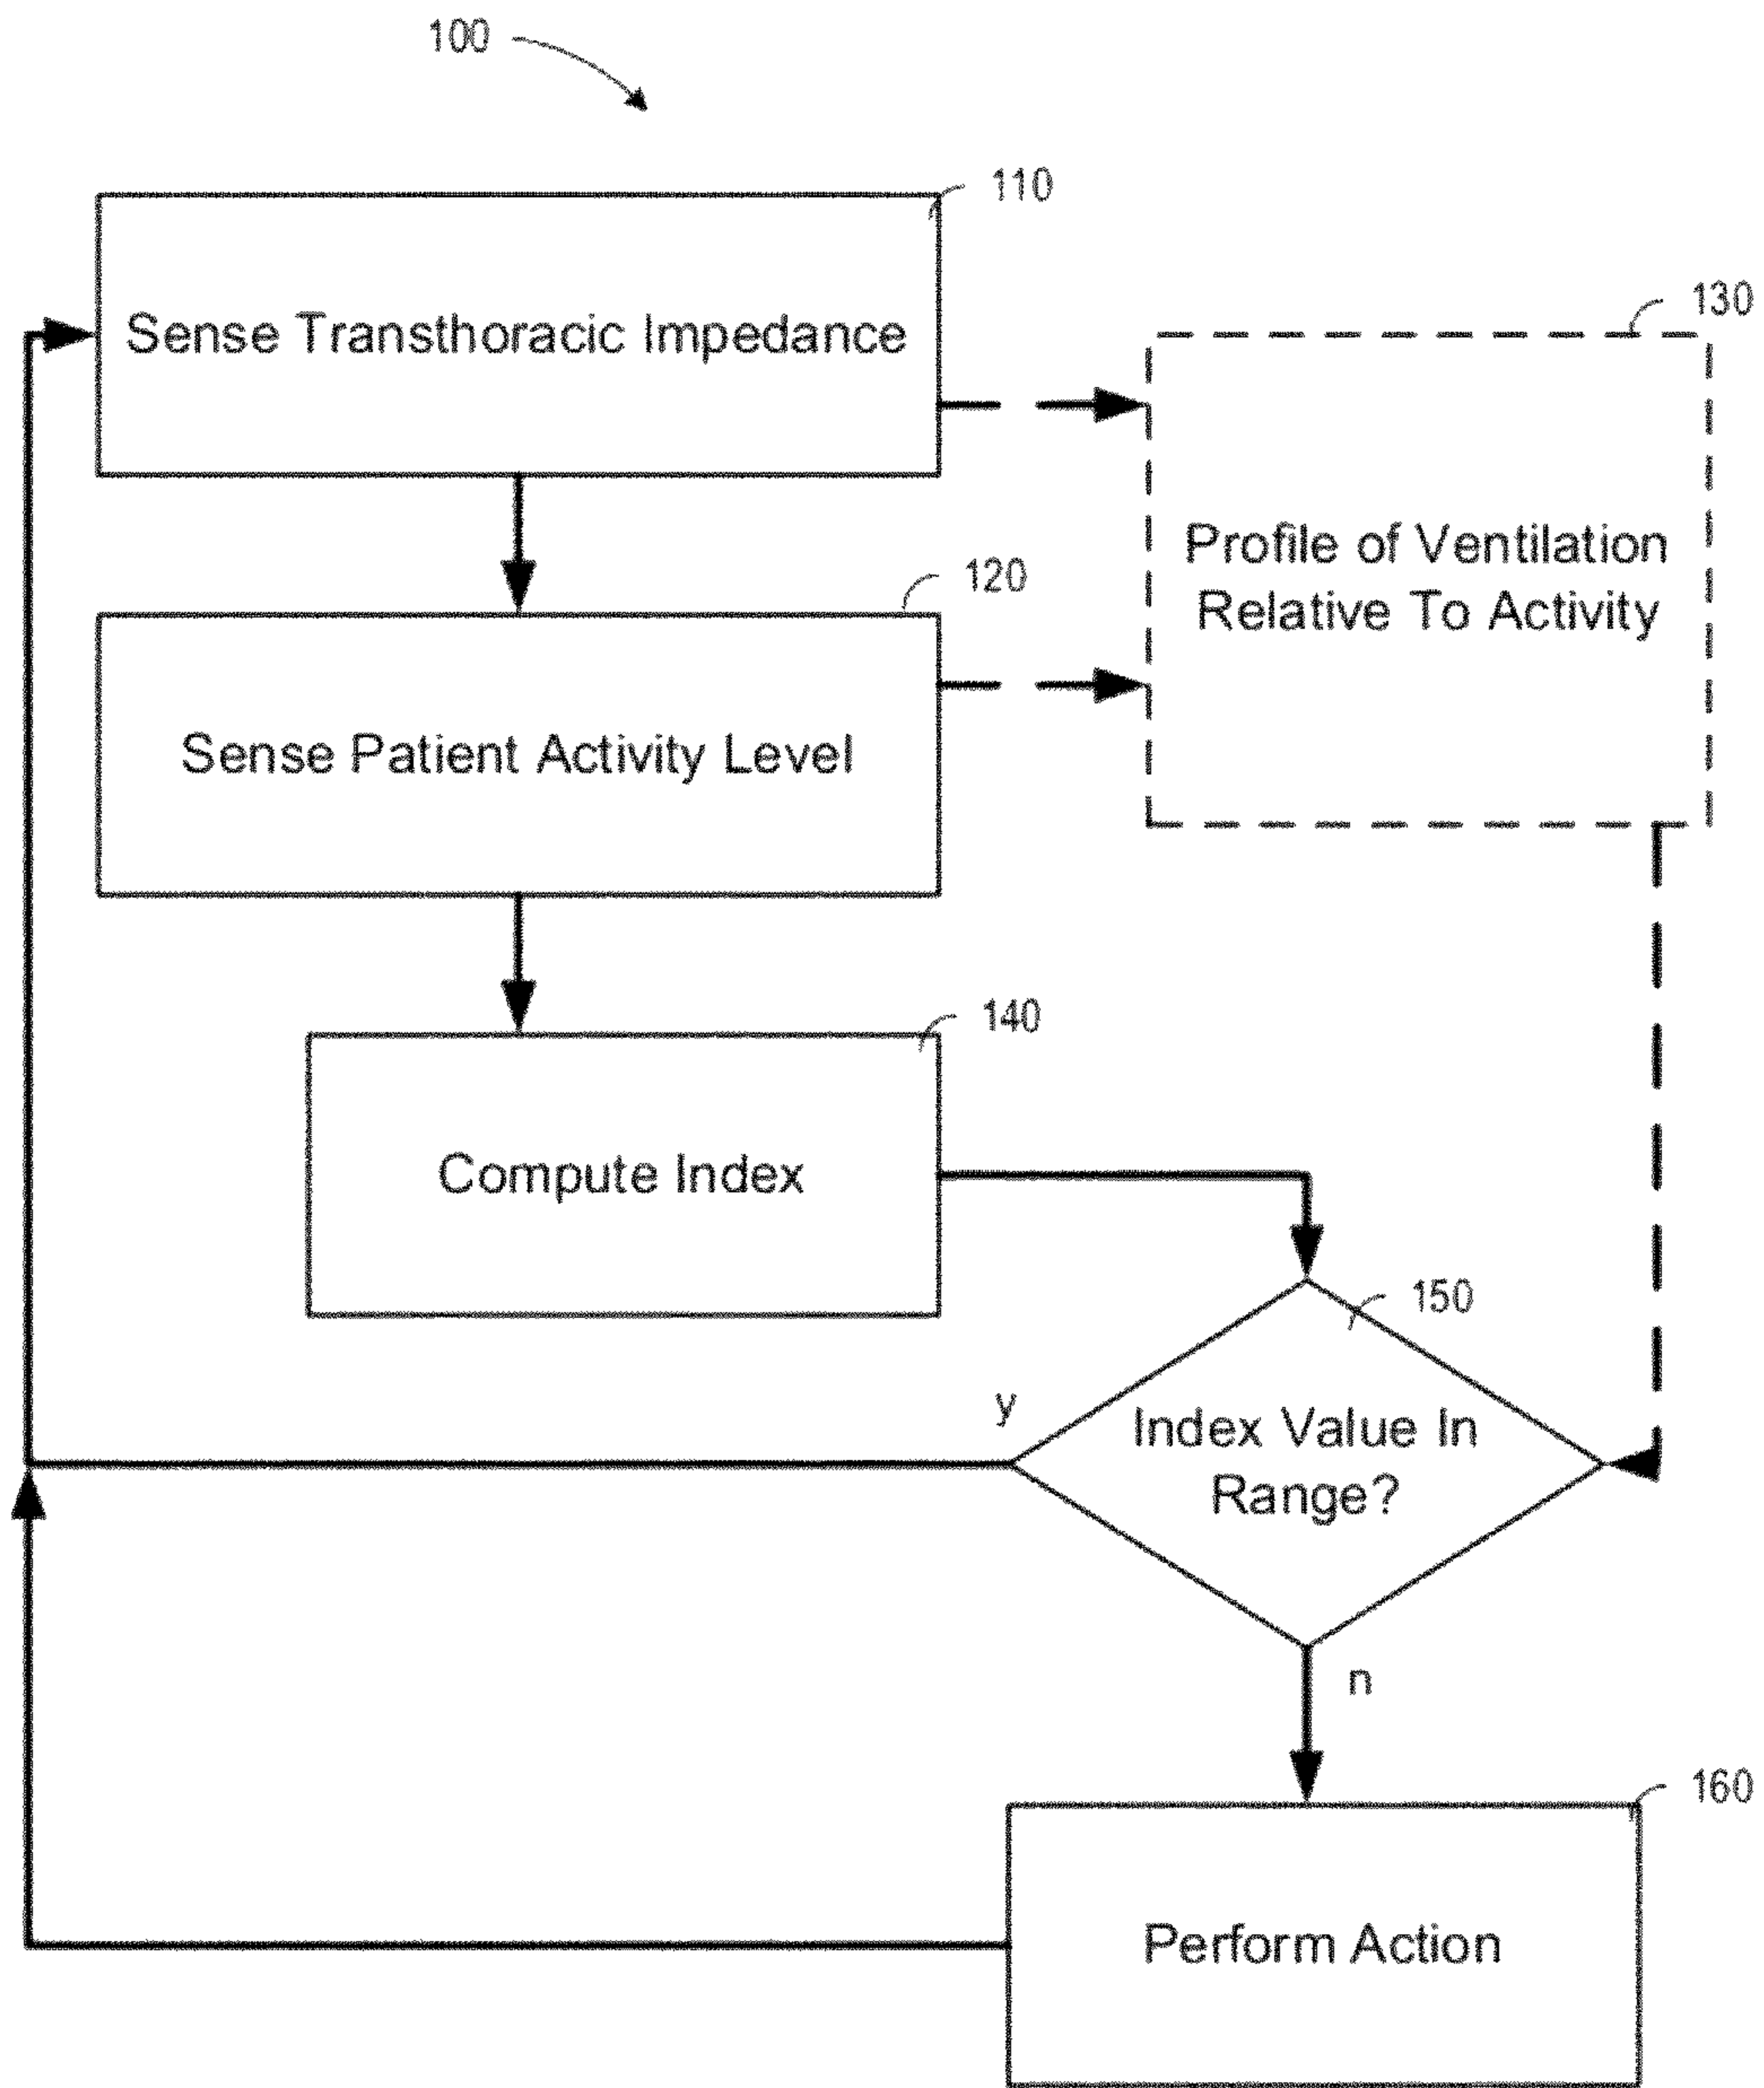 100
110
Sense Transthoracic Impedance
130
Profile of Ventilation
Relative To Activity
120
Sense Patient Activity Level
140
Compute Index
150
y
Index Value In
Range?
n
160
Perform Action